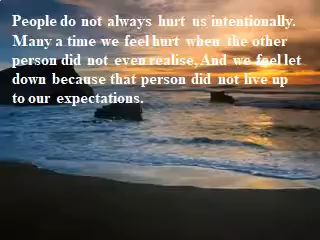 People do not always hurt us intentionally.
Many a time we feel hurt when the other
person did not even realise, And we feel let
down because that person did not live up
to our expectations.